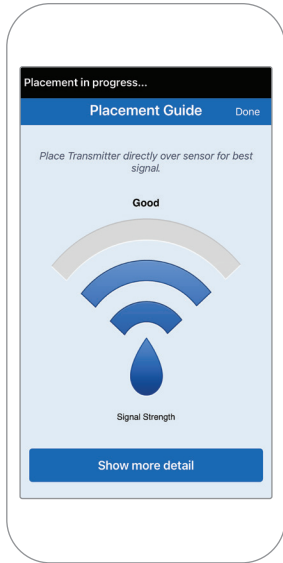 Placement in progress...
Placement Guide
Done
Place Transmitter directly over sensor for best
signal.
Good
Signal Strength
Show more detail